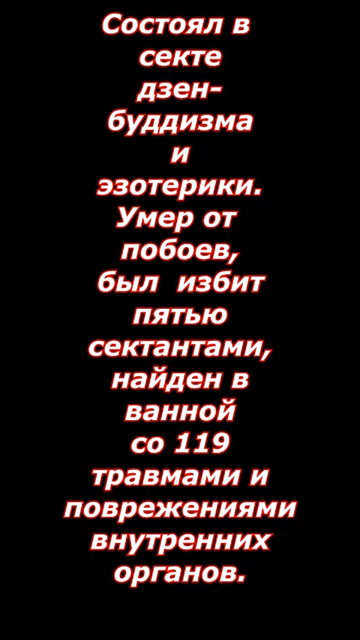 Состоял в
секте
дзен-
буддизма
и
эзотерики.
Умер от
побоев,
был избит
пятью
сектантами,
найден в
ванной
со 119
травмами и
поврежениями
внутренних
органов.